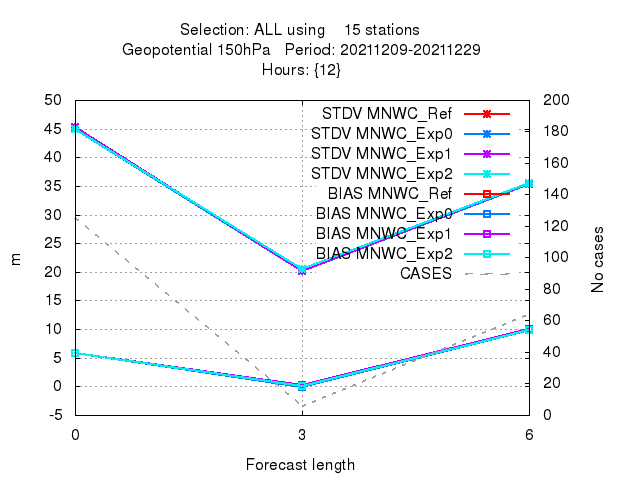 Selection: ALL using 15 stations
Geopotential 150hPa Period: 20211209-20211229
Hours: {12}
50
45
40
35
30
25
20
15
10
5
0
-5
200
180
160
140
120
100
80
60
40
20
0
STDV MNWC_Ref
STDV MNWC_Exp0
STDV MNWC_Exp1
STDV MNWC_Exp2
BIAS MNWC_Ref
BIAS MNWC_Exp0
BIAS MNWC_Exp1
BIAS MNWC_Exp2
CASES
m
No cases
0 3 6
Forecast length